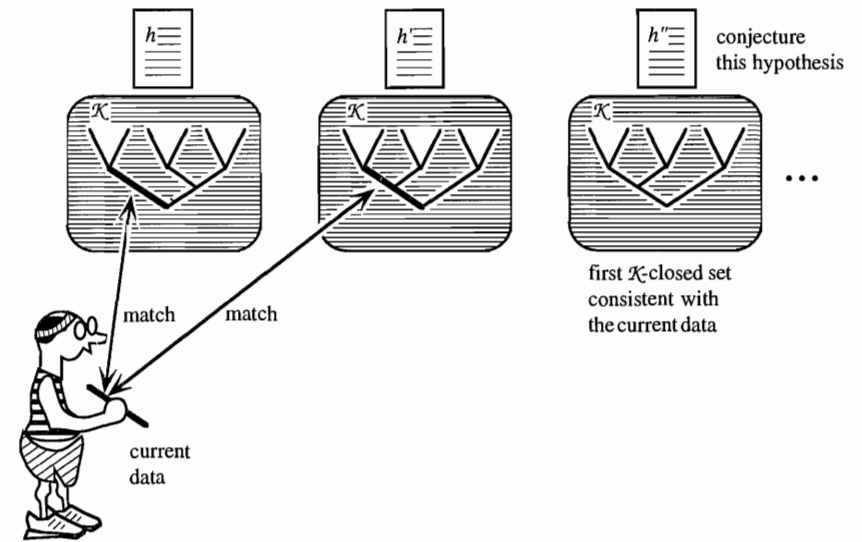 h
h'
h"
conjecture
this hypothesis
𝒦
𝒦
𝒦
...
first 𝒦-closed set
consistent with
the current data
match
match
current
data